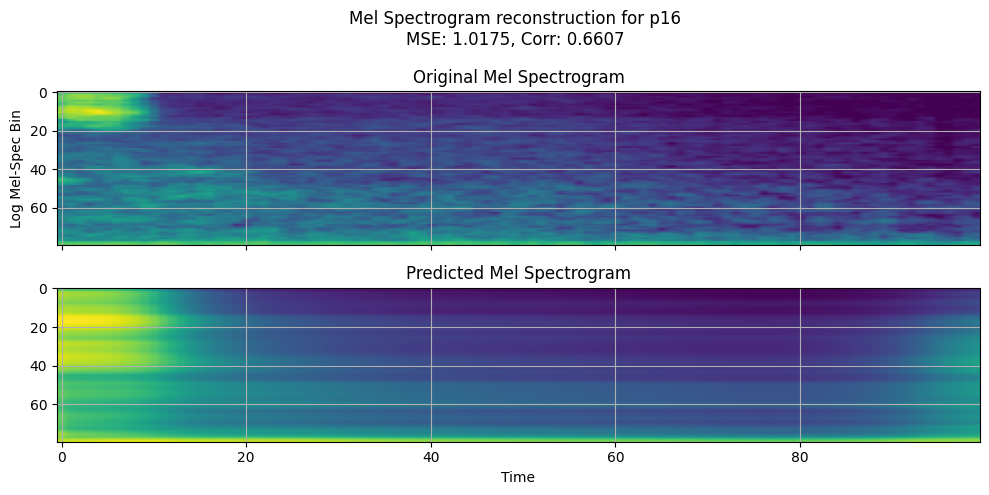 Mel Spectrogram reconstruction for p16
MSE: 1.0175, Corr: 0.6607
Original Mel Spectrogram
Log Mel-Spec Bin
0
20
40
60
Predicted Mel Spectrogram
0
20
40
60
0 20 40 60 80
Time